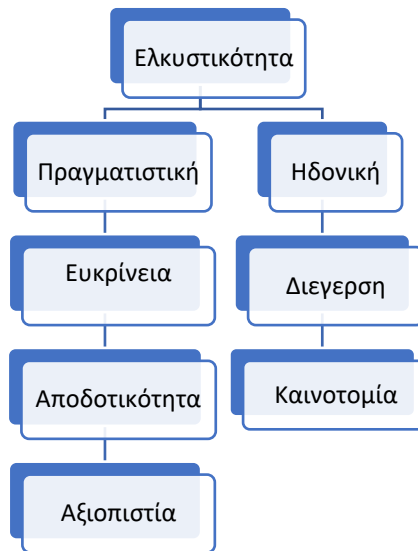 Ελκυστικότητα
Πραγματιστική
Ηδονική
Ευκρίνεια
Διεγερση
Αποδοτικότητα
Καινοτομία
Αξιοπιστία